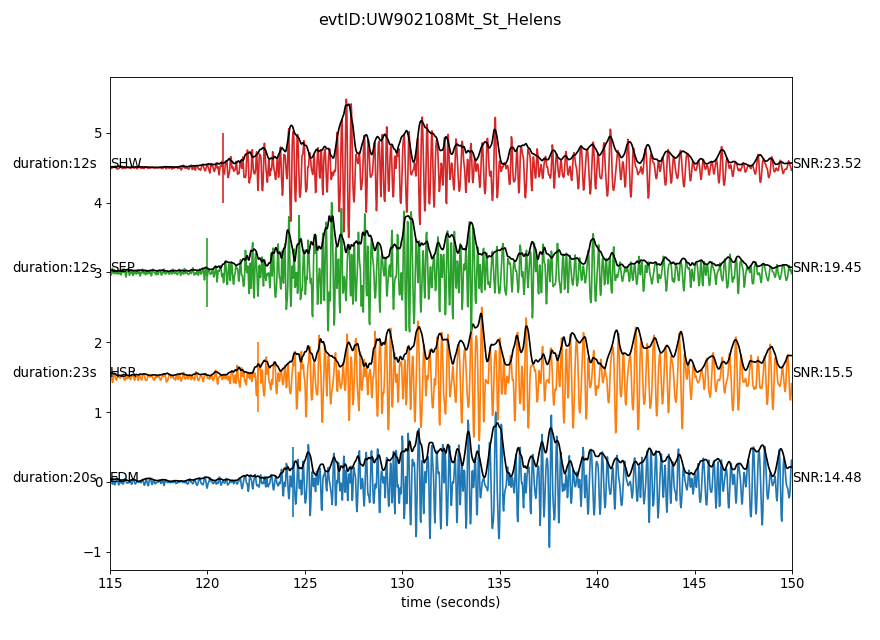 evtID:UW902108Mt_St_Helens
5
duration:12s SHW SNR:23.52
4
duration:12s SEP SNR:19.45
3
2
duration:23s HSR SNR:15.5
1
duration:20s EDM SNR:14.48
0
−1
115 120 125 130 135 140 145 150
time (seconds)